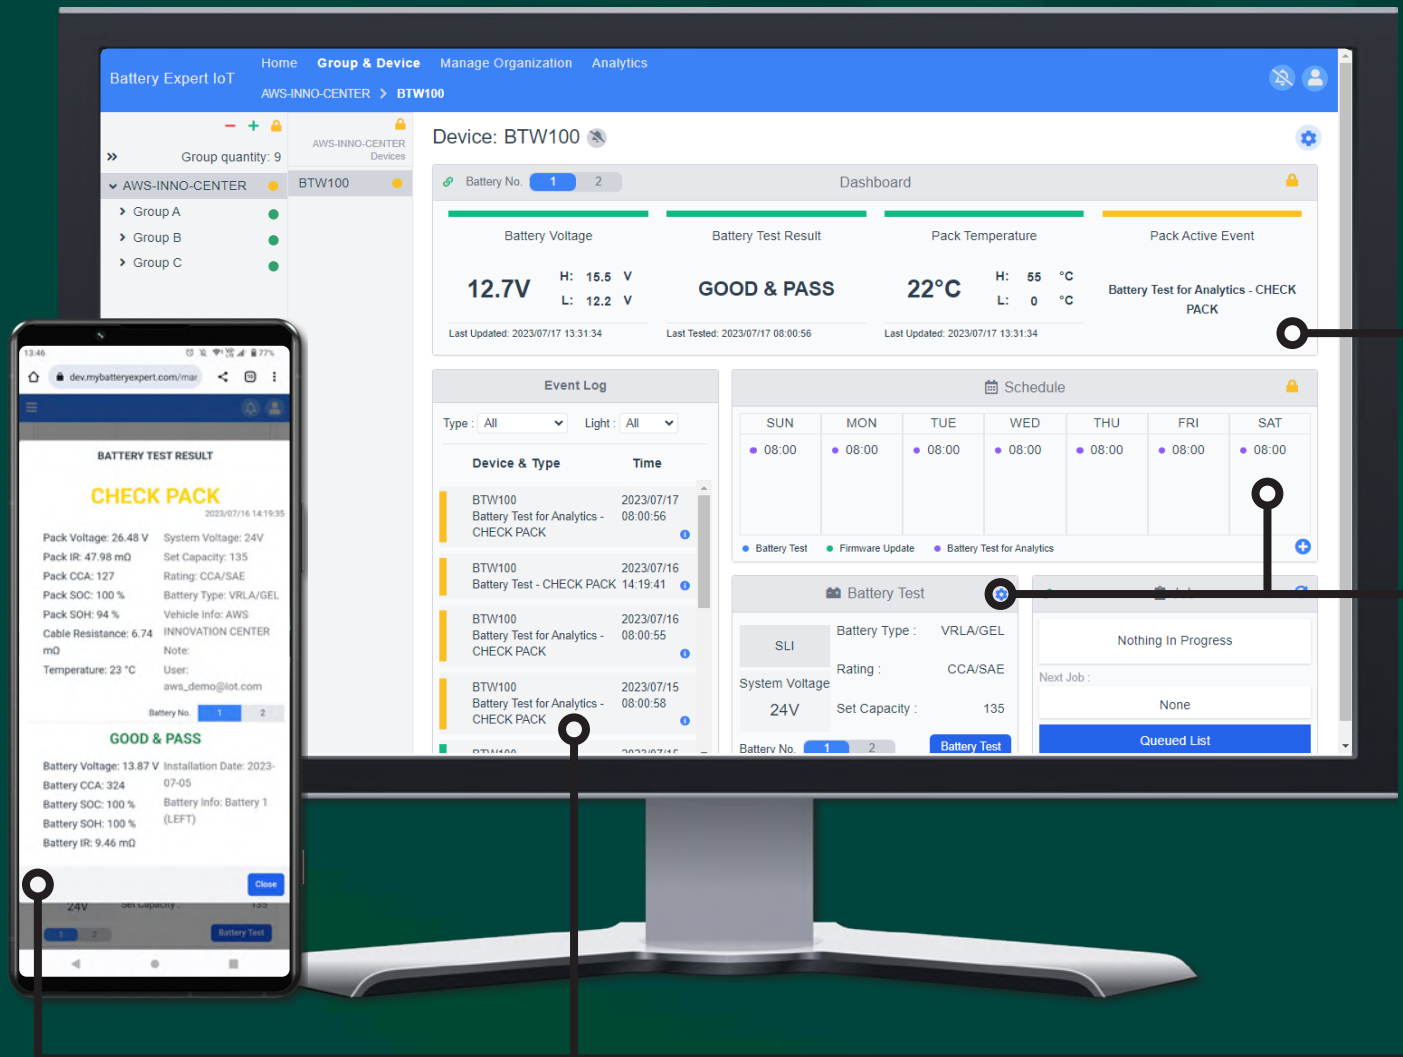 Battery Expert IoT
Home Group & Device Manage Organization Analytics
AWS-INNO-CENTER > BTW100
Group quantity: 9
AWS-INNO-CENTER
Group A
Group B
Group C
AWS-INNO-CENTER
Devices
BTW100
Device: BTW100
Battery No. 1 2
Dashboard
Battery Voltage
12.7V
H: 15.5 V
L: 12.2 V
Last Updated: 2023/07/17 13:31:34
Battery Test Result
GOOD & PASS
Last Tested: 2023/07/17 08:00:56
Pack Temperature
22°C
H: 55 °C
L: 0 °C
Last Updated: 2023/07/17 13:31:34
Pack Active Event
Battery Test for Analytics - CHECK
PACK
Event Log
Type : All Light : All
Device & Type Time
BTW100 2023/07/17
Battery Test for Analytics - 08:00:56
CHECK PACK
BTW100 2023/07/16
Battery Test - CHECK PACK 14:19:41
BTW100 2023/07/16
Battery Test for Analytics - 08:00:55
CHECK PACK
BTW100 2023/07/15
Battery Test for Analytics - 08:00:58
CHECK PACK
BTW100 2023/07/15
Schedule
SUN MON TUE WED THU FRI SAT
08:00 08:00 08:00 08:00 08:00 08:00 08:00
Battery Test Firmware Update Battery Test for Analytics
Battery Test
SLI
System Voltage
24V
Battery Type : VRLA/GEL
Rating : CCA/SAE
Set Capacity : 135
Battery No. 1 2
Battery Test
Nothing In Progress
Next Job :
None
Queued List
13:46
77%
dev.mybatteryexpert.com/mar
BATTERY TEST RESULT
CHECK PACK
2023/07/16 14:19:35
Pack Voltage: 26.48 V
Pack IR: 47.98 mΩ
Pack CCA: 127
Pack SOC: 100 %
Pack SOH: 94 %
Cable Resistance: 6.74
mΩ
Temperature: 23 °C
System Voltage: 24V
Set Capacity: 135
Rating: CCA/SAE
Battery Type: VRLA/GEL
Vehicle Info: AWS
INNOVATION CENTER
Note:
User:
aws_demo@iot.com
Battery No. 1 2
GOOD & PASS
Battery Voltage: 13.87 V
Battery CCA: 324
Battery SOC: 100 %
Battery SOH: 100 %
Battery IR: 9.46 mΩ
Installation Date: 2023-
07-05
Battery Info: Battery 1
(LEFT)
Close
24V Set Capacity : 135
1 2
Battery Test